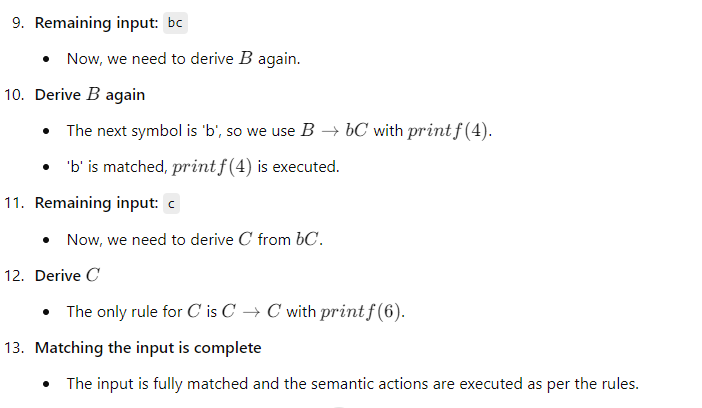 9. Remaining input: bc
• Now, we need to derive B again.
10. Derive B again
• The next symbol is 'b', so we use B → bC with printf(4).
• 'b' is matched, printf(4) is executed.
11. Remaining input: c
• Now, we need to derive C from bC.
12. Derive C
• The only rule for C is C → C with printf(6).
13. Matching the input is complete
• The input is fully matched and the semantic actions are executed as per the rules.